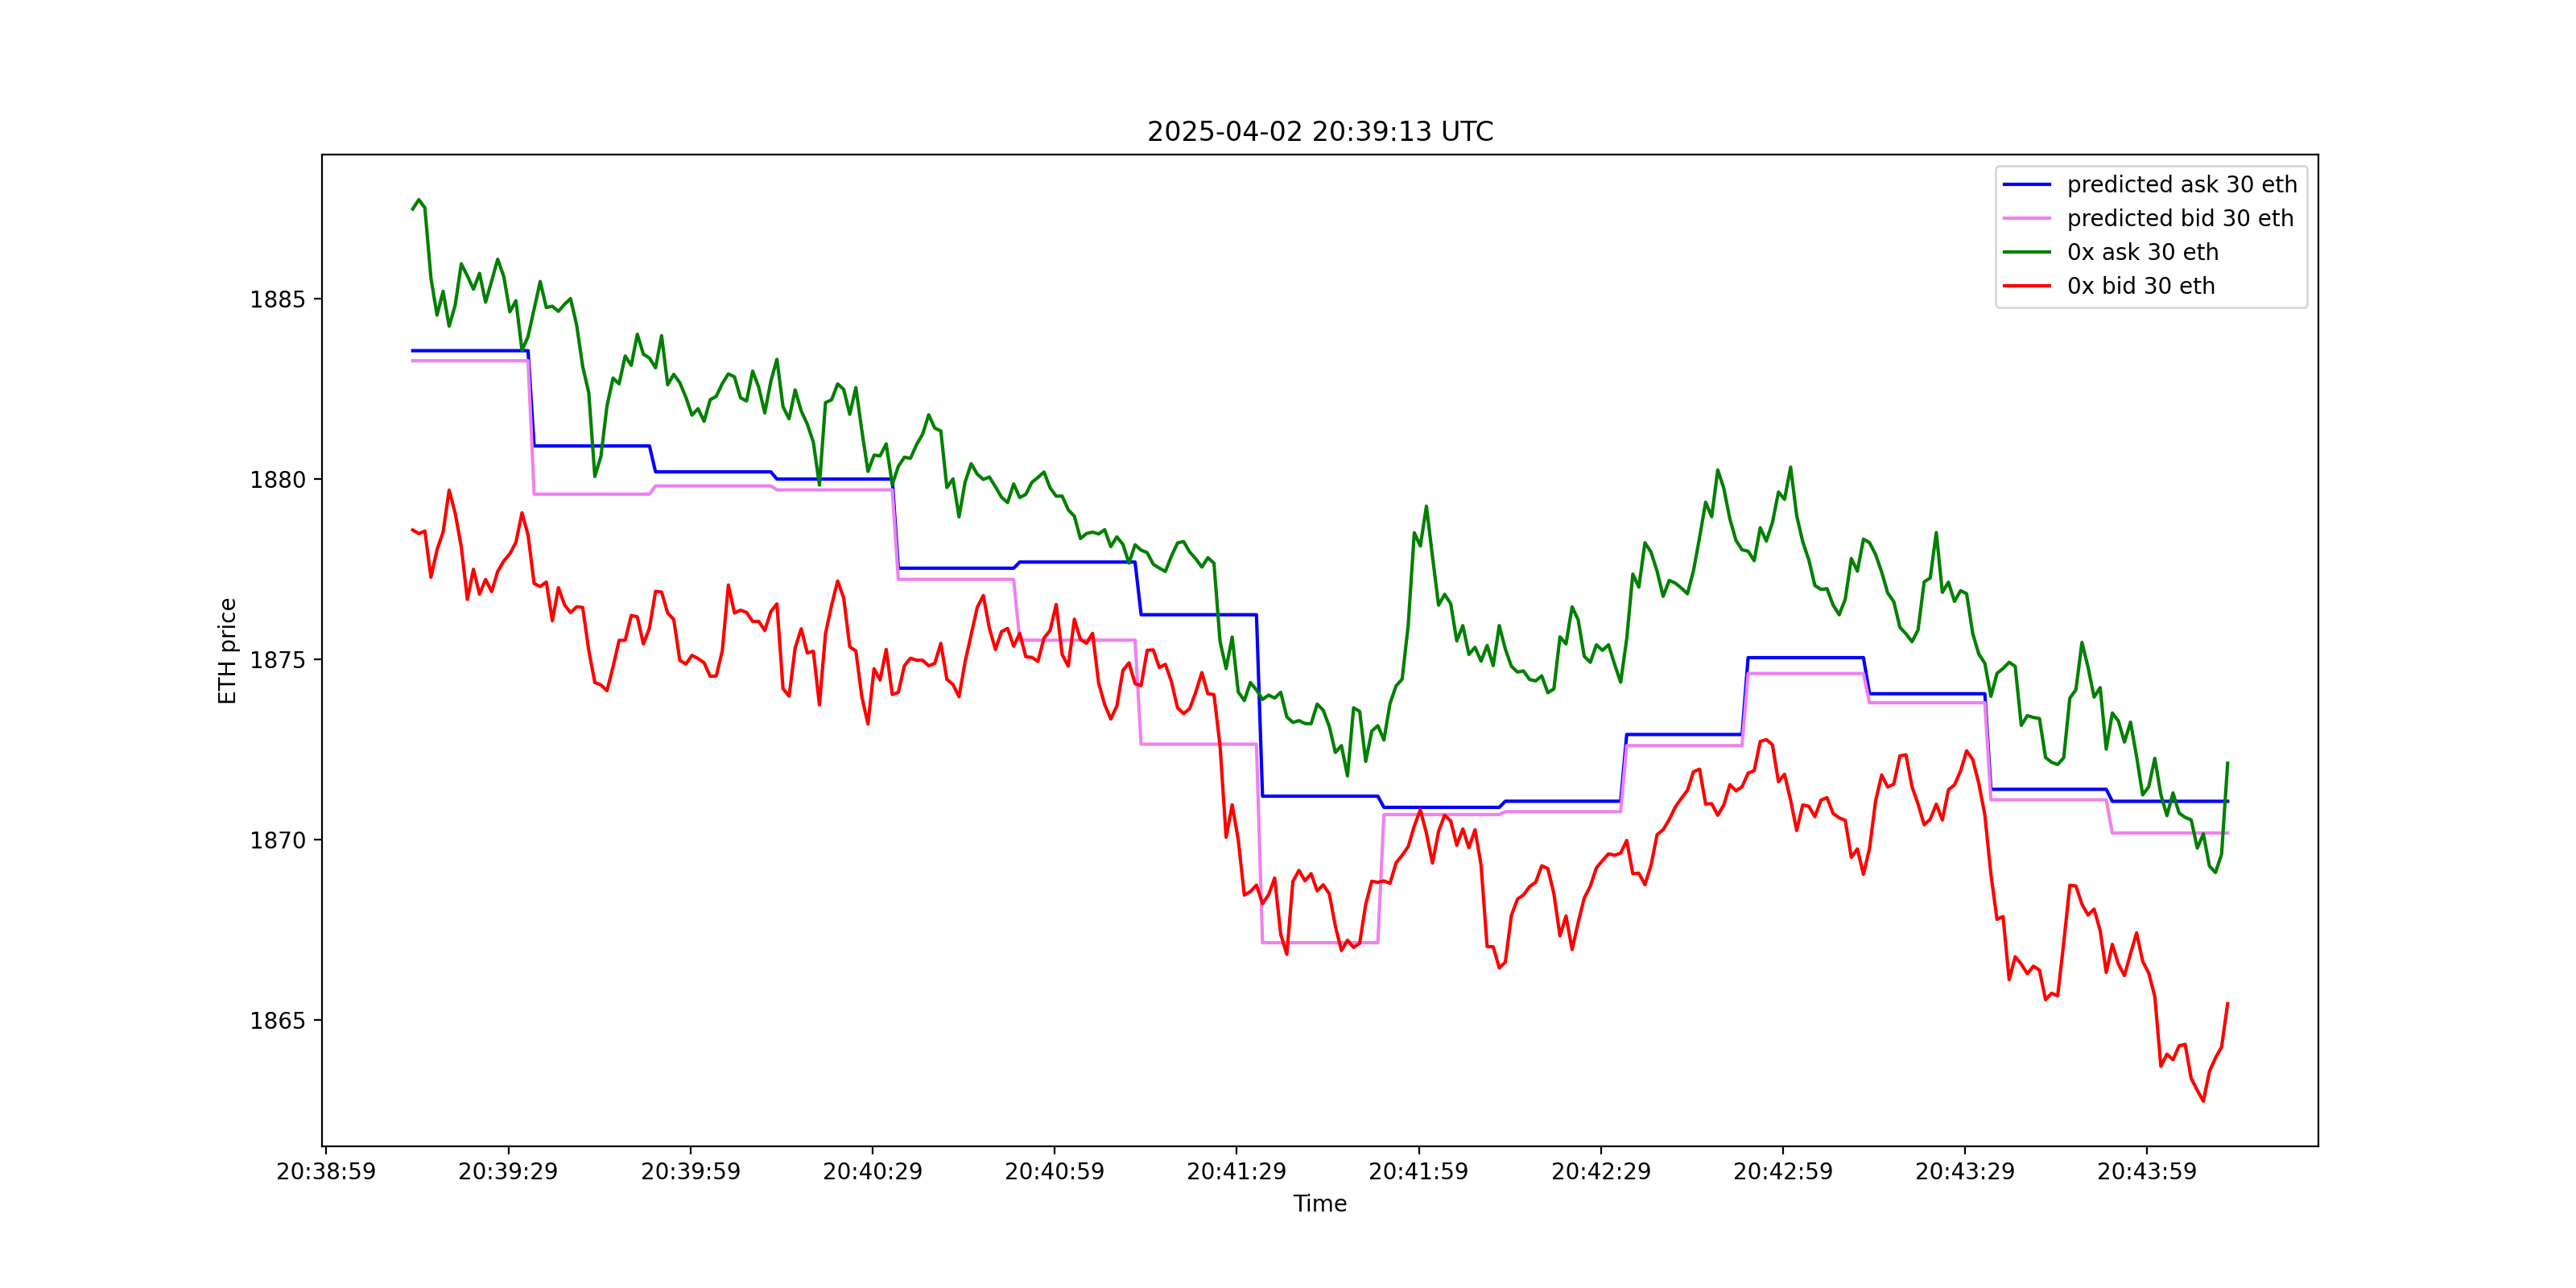 2025-04-02 20:39:13 UTC
predicted ask 30 eth
predicted bid 30 eth
0x ask 30 eth
0x bid 30 eth
ETH price
1885
1880
1875
1870
1865
20:38:59 20:39:29 20:39:59 20:40:29 20:40:59 20:41:29 20:41:59 20:42:29 20:42:59 20:43:29 20:43:59
Time